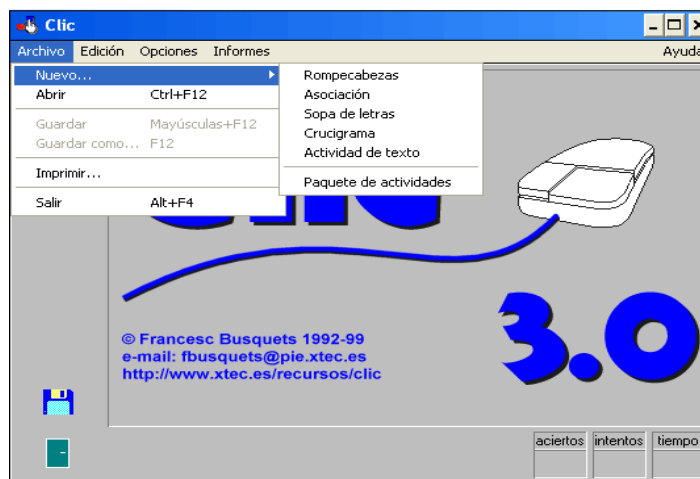 Clic
Archivo Edición Opciones Informes Ayuda
Nuevo...
Abrir Ctrl+F12
Guardar Mayúsculas+F12
Guardar como... F12
Imprimir...
Salir Alt+F4
Rompecabezas
Asociación
Sopa de letras
Crucigrama
Actividad de texto
Paquete de actividades
3.0
© Francesc Busquets 1992-99
e-mail: fbusquets@pie.xtec.es
http://www.xtec.es/recursos/clic
aciertos intentos tiempo